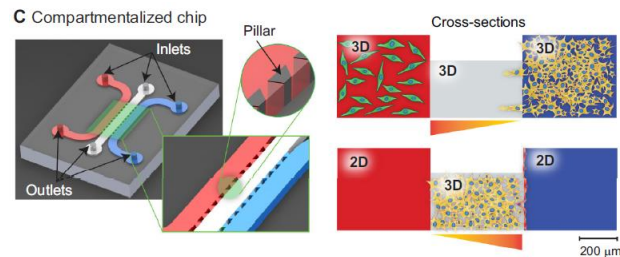 C Compartmentalized chip
Inlets
Outlets
Pillar
Cross-sections
3D
3D
3D
2D
3D
2D
200 μm